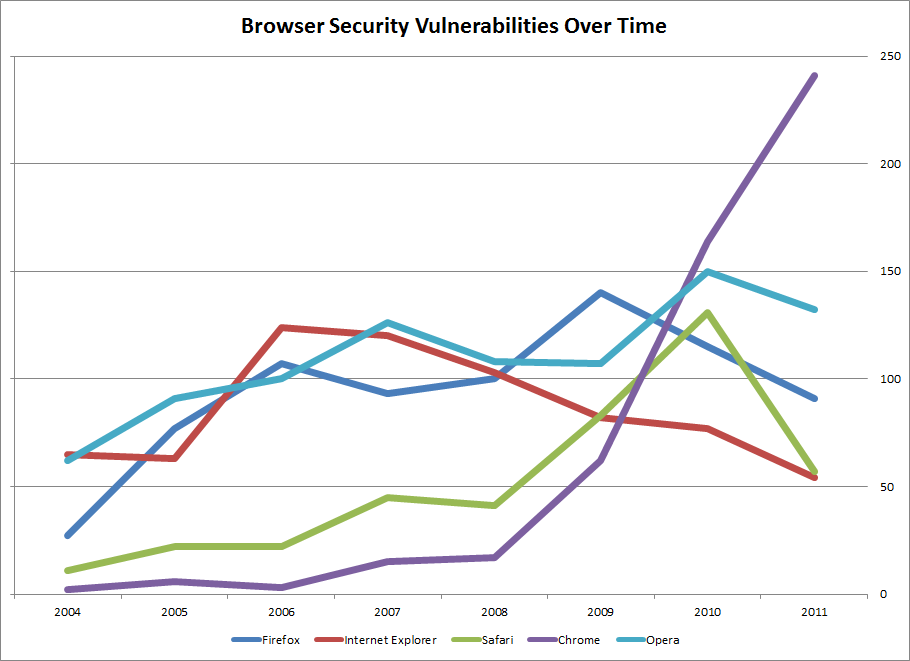 Browser Security Vulnerabilities Over Time
250
200
150
100
50
0
2004 2005 2006 2007 2008 2009 2010 2011
Firefox Internet Explorer Safari Chrome Opera